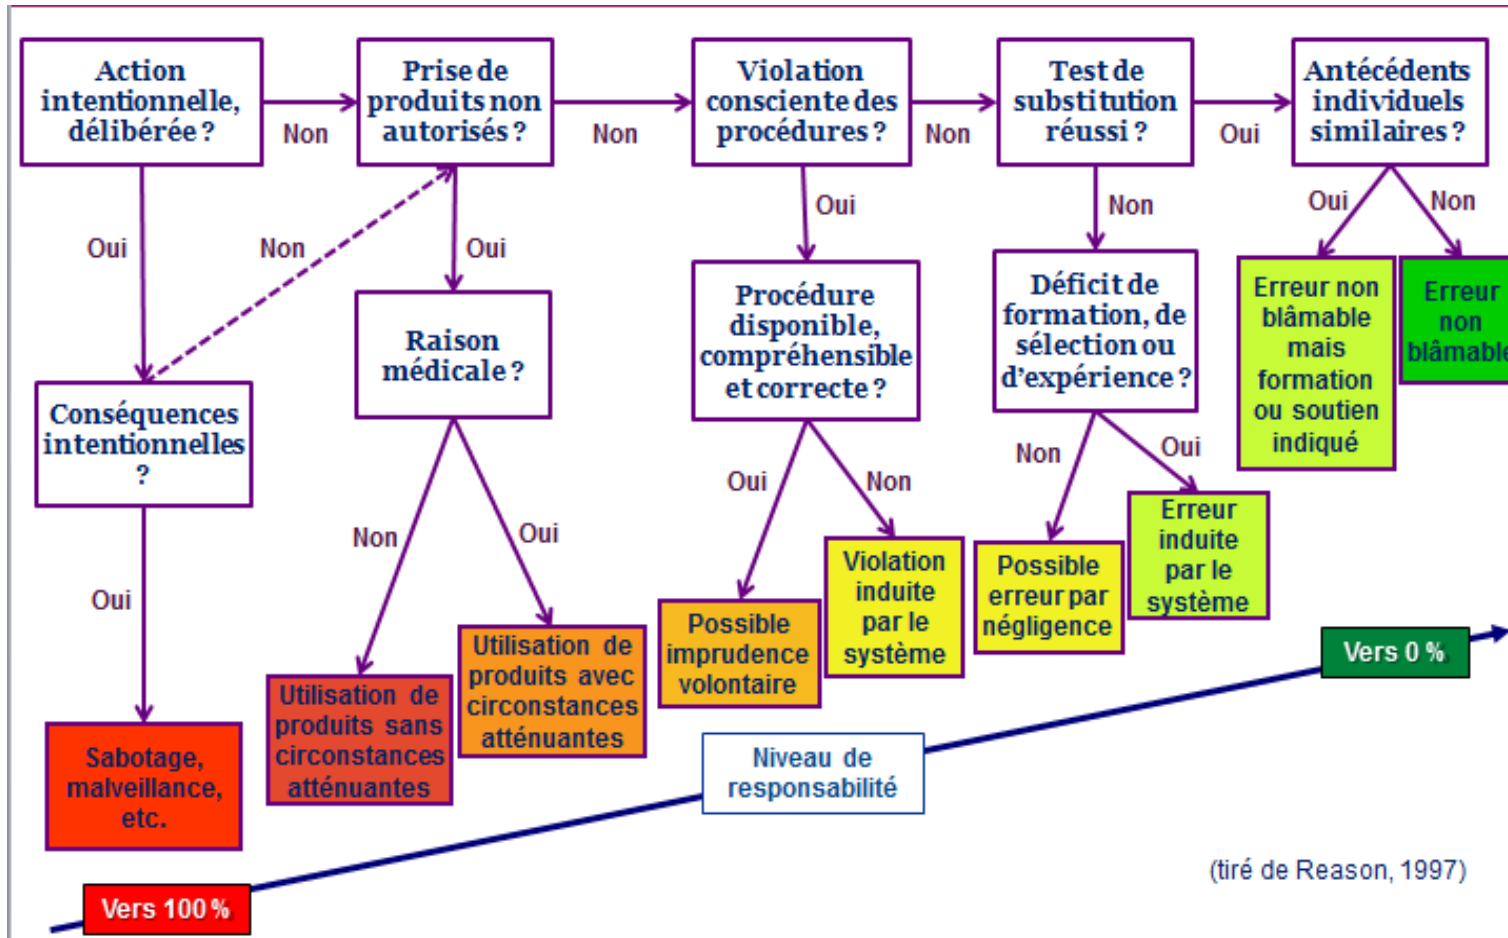 Action
intentionnelle,
délibérée ?
Non
Prise de
produits non
autorisés ?
Non
Violation
consciente des
procédures ?
Non
Test de
substitution
réussi ?
Oui
Antécédents
individuels
similaires ?
Oui
Non
Oui
Oui
Non
Oui
Non
Conséquences
intentionnelles
?
Raison
médicale ?
Procédure
disponible,
compréhensible
et correcte ?
Déficit de
formation, de
sélection ou
d'expérience ?
Erreur non
blâmable
mais
formation
ou soutien
indiqué
Erreur
non
blâmable
Oui
Non
Oui
Oui
Non
Non
Oui
Sabotage,
malveillance,
etc.
Utilisation de
produits sans
circonstances
atténuantes
Utilisation de
produits avec
circonstances
atténuantes
Possible
imprudence
volontaire
Violation
induite
par le
système
Possible
erreur par
négligence
Erreur
induite
par le
système
Vers 100 %
Niveau de
responsabilité
Vers 0 %
(tiré de Reason, 1997)